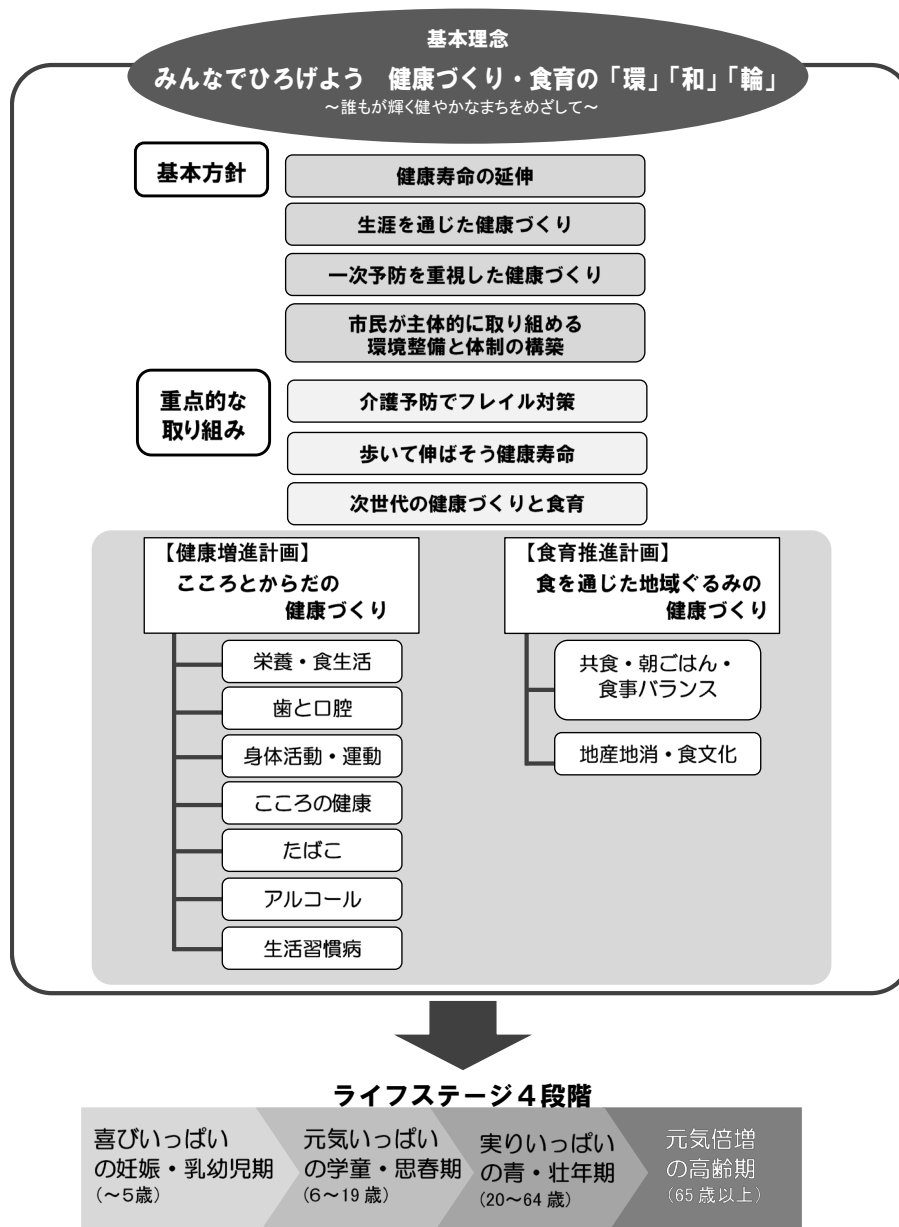 基本理念
みんなでひろげよう 健康づくり・食育の「環」「和」「輪」
～誰もが輝く健やかなまちをめざして～
基本方針
健康寿命の延伸
生涯を通じた健康づくり
一次予防を重視した健康づくり
市民が主体的に取り組める
環境整備と体制の構築
重点的な
取り組み
介護予防でフレイル対策
歩いて伸ばそう健康寿命
次世代の健康づくりと食育
【健康増進計画】
こころとからだの
健康づくり
栄養・食生活
歯と口腔
身体活動・運動
こころの健康
たばこ
アルコール
生活習慣病
【食育推進計画】
食を通じた地域ぐるみの
健康づくり
共食・朝ごはん・
食事バランス
地産地消・食文化
ライフステージ４段階
喜びいっぱい
の妊娠・乳幼児期
（～5歳）
元気いっぱい
の学童・思春期
（6～19歳）
実りいっぱい
の青・壮年期
（20～64歳）
元気倍増
の高齢期
（65歳以上）